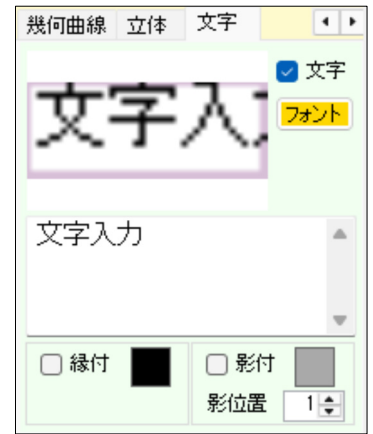 幾何曲線 立体 文字
文字入力
文字
フォント
文字入力
縁付
影付
影位置 1